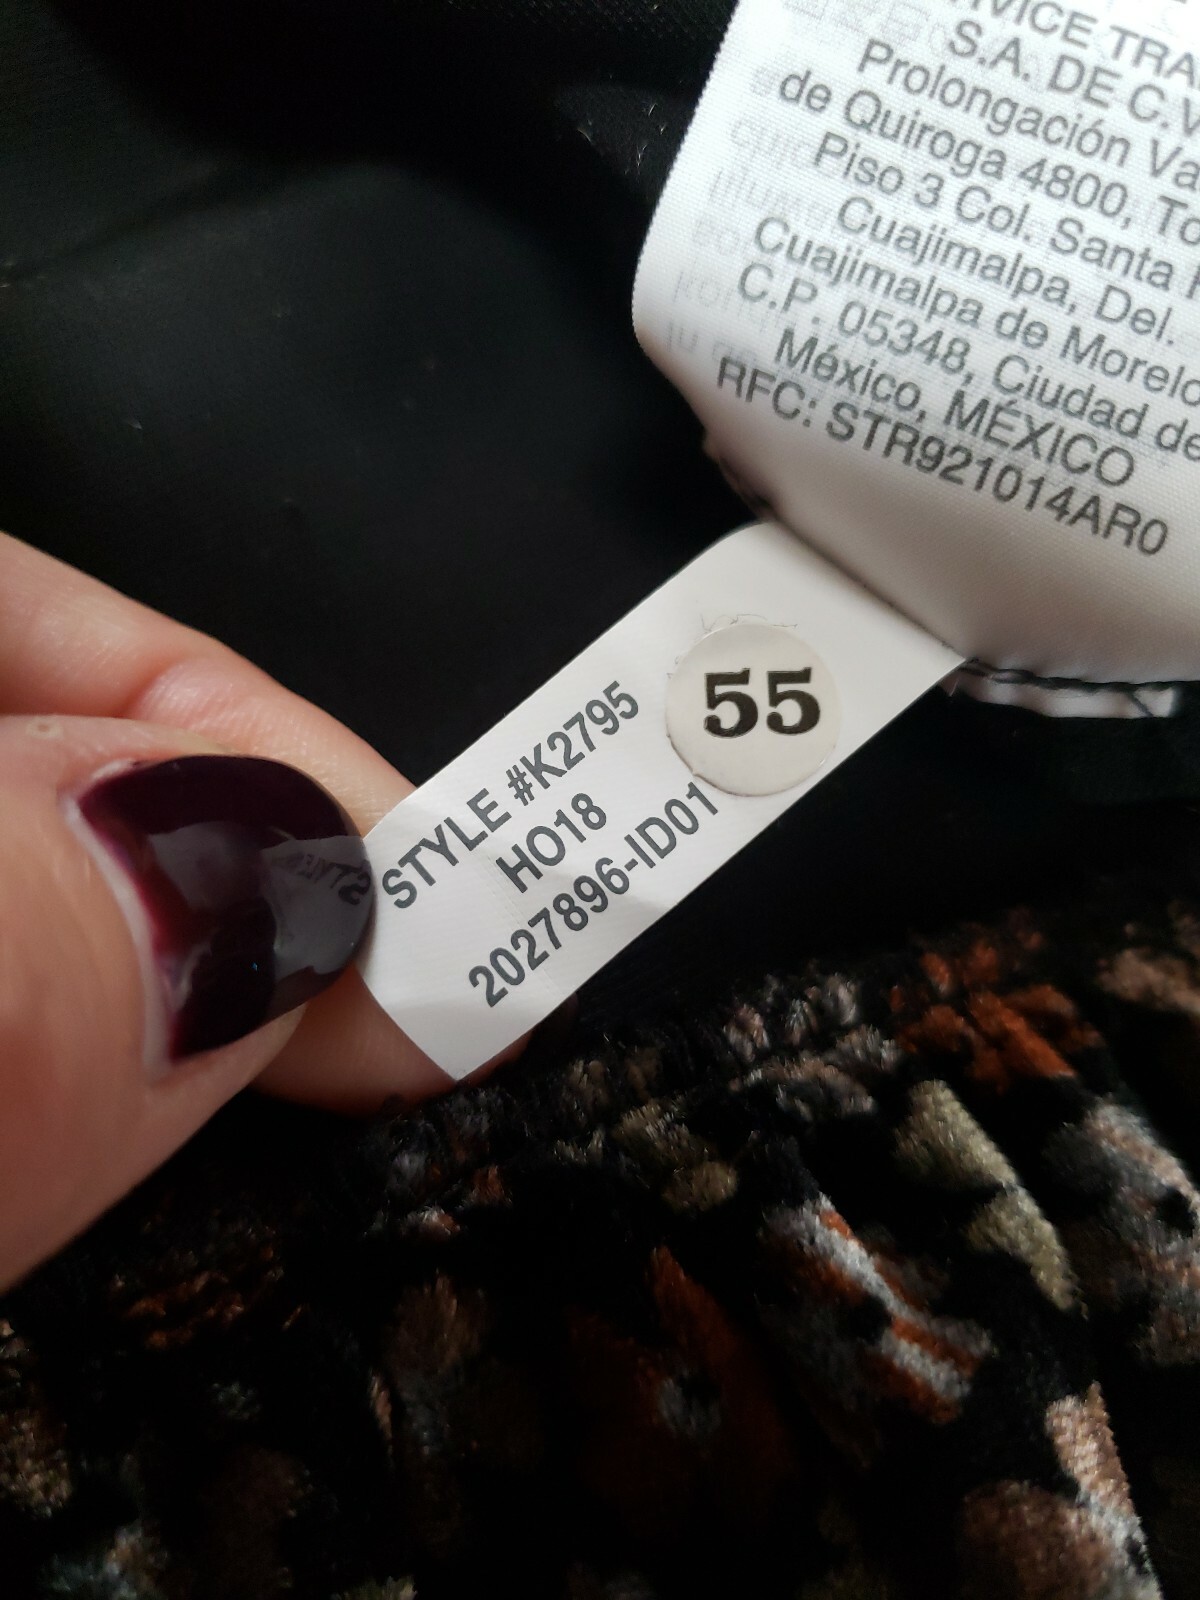 S.A. DE C.V.
Prolongación
de Quiroga 4800,
Piso 3 Col. Santa
Cuajimalpa, Del.
Cuajimalpa de
C.P. 05348, Ciudad de
México, MÉXICO
RFC: STR921014AR0
55
STYLE #K2795
HO18
2027896-ID01